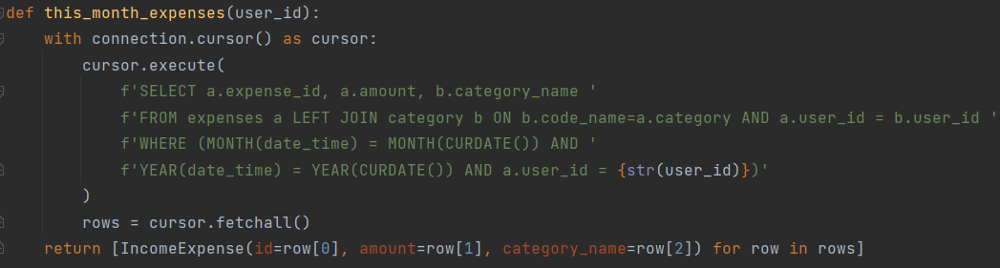 def this_month_expenses(user_id):
    with connection.cursor() as cursor:
        cursor.execute(
            f'SELECT a.expense_id, a.amount, b.category_name '
            f'FROM expenses a LEFT JOIN category b ON b.code_name=a.category AND a.user_id = b.user_id '
            f'WHERE (MONTH(date_time) = MONTH(CURDATE()) AND '
            f'YEAR(date_time) = YEAR(CURDATE()) AND a.user_id = {str(user_id)})'
        )
        rows = cursor.fetchall()
    return [IncomeExpense(id=row[0], amount=row[1], category_name=row[2]) for row in rows]